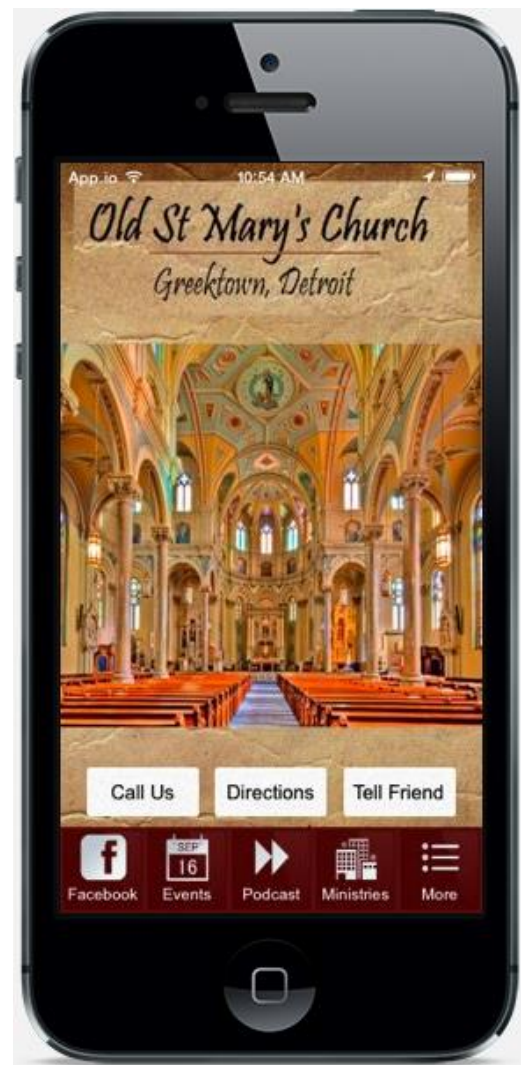 App.io 10:54 AM
Old St Mary's Church
Greektown, Detroit
Call Us Directions Tell Friend
SEP
16
Facebook Events Podcast Ministries More